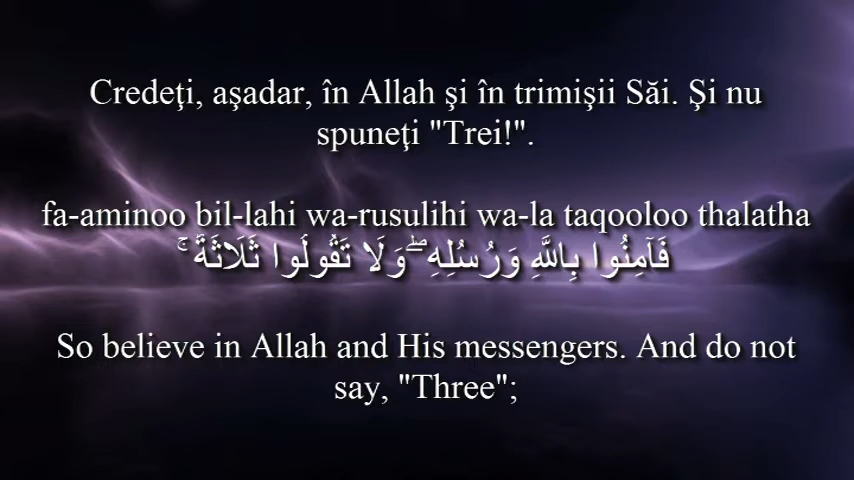 Credeţi, aşadar, în Allah şi în trimişii Săi. Şi nu
spuneţi "Trei!".
fa-aminoo bil-lahi wa-rusulihi wa-la taqooloo thalatha
فَآمِنُوا بِاللَّهِ وَرُسُلِهِ ۖ وَلَا تَقُولُوا ثَلَاثَةٌ ۚ
So believe in Allah and His messengers. And do not
say, "Three";